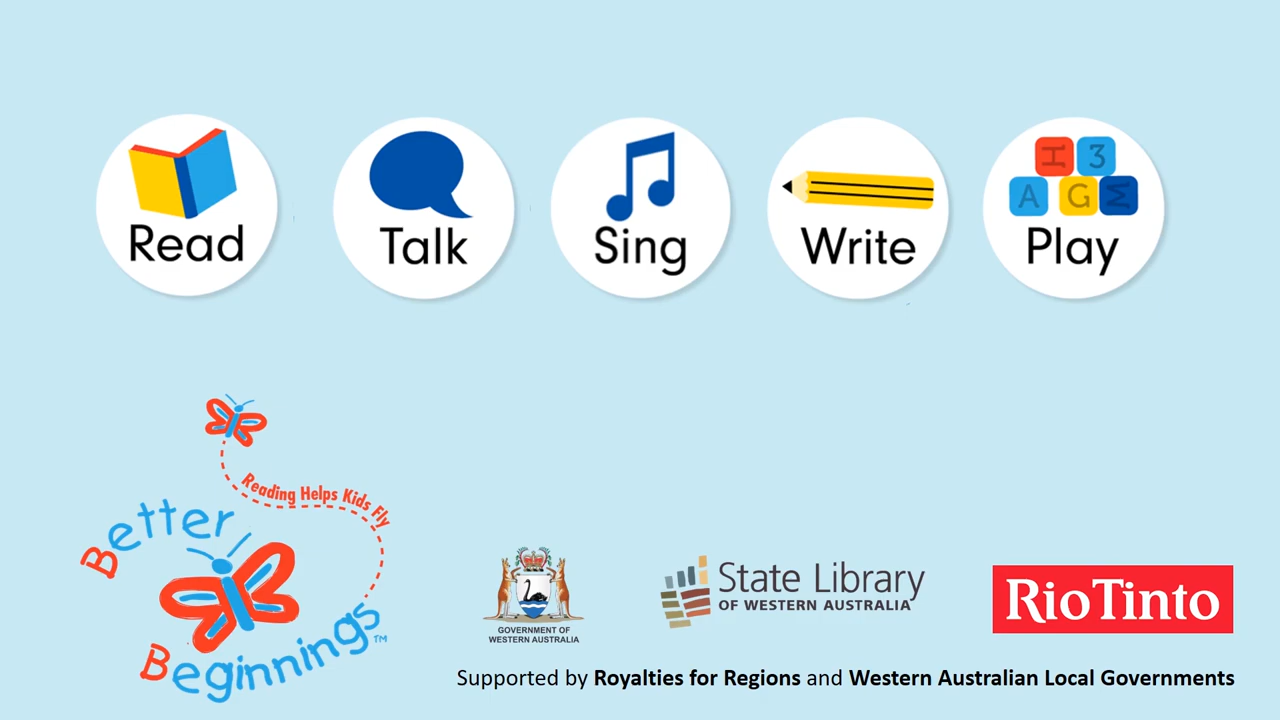 Read
Talk
Sing
Write
Play
H 3
A G M
Reading Helps Kids Fly
Better
Beginnings™
GOVERNMENT OF
WESTERN AUSTRALIA
State Library
OF WESTERN AUSTRALIA
RioTinto
Supported by Royalties for Regions and Western Australian Local Governments